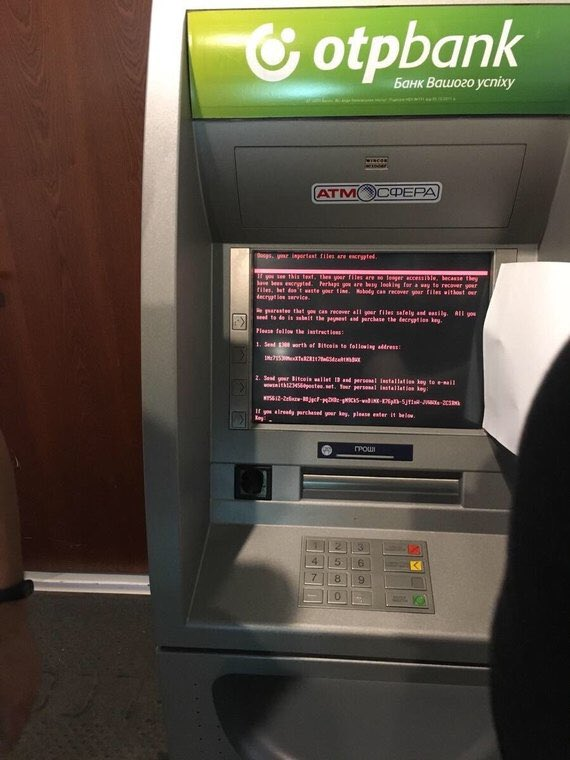 otpbank
Банк Вашого успіху
WINCOR
NIXDORF
АТМОСФЕРА
Ooops, your important files are encrypted.
If you see this text, then your files are no longer accessible, because they
have been encrypted. Perhaps you are busy looking for a way to recover your
files, but don't waste your time. Nobody can recover your files without our
decryption service.
We guarantee that you can recover all your files safely and easily. All you
need to do is submit the payment and purchase the decryption key.
Please follow the instructions:
1. Send $300 worth of Bitcoin to following address:
2. Send your Bitcoin wallet ID and personal installation key to e-mail
wowsmith123456@posteo.net. Your personal installation key:
If you already purchased your key, please enter it below.
Key: _
ГРОШІ
1 2 3
4 5 6
7 8 9
0